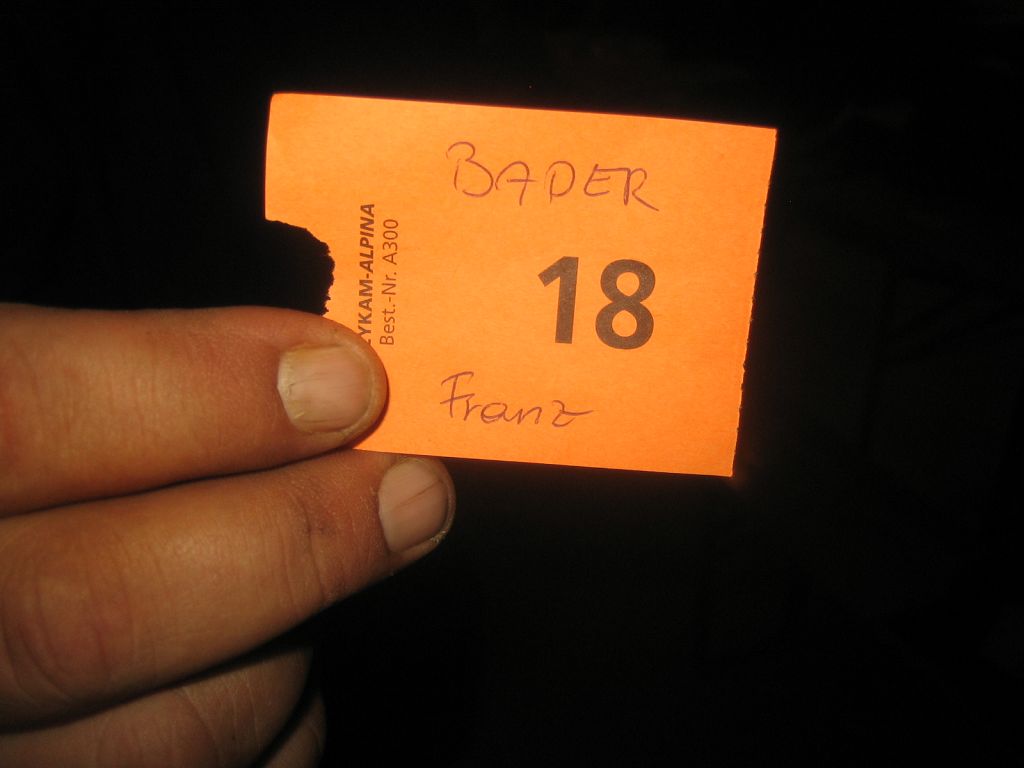 BADER
18
Franz
YKAM-ALPINA
Best.-Nr. A300